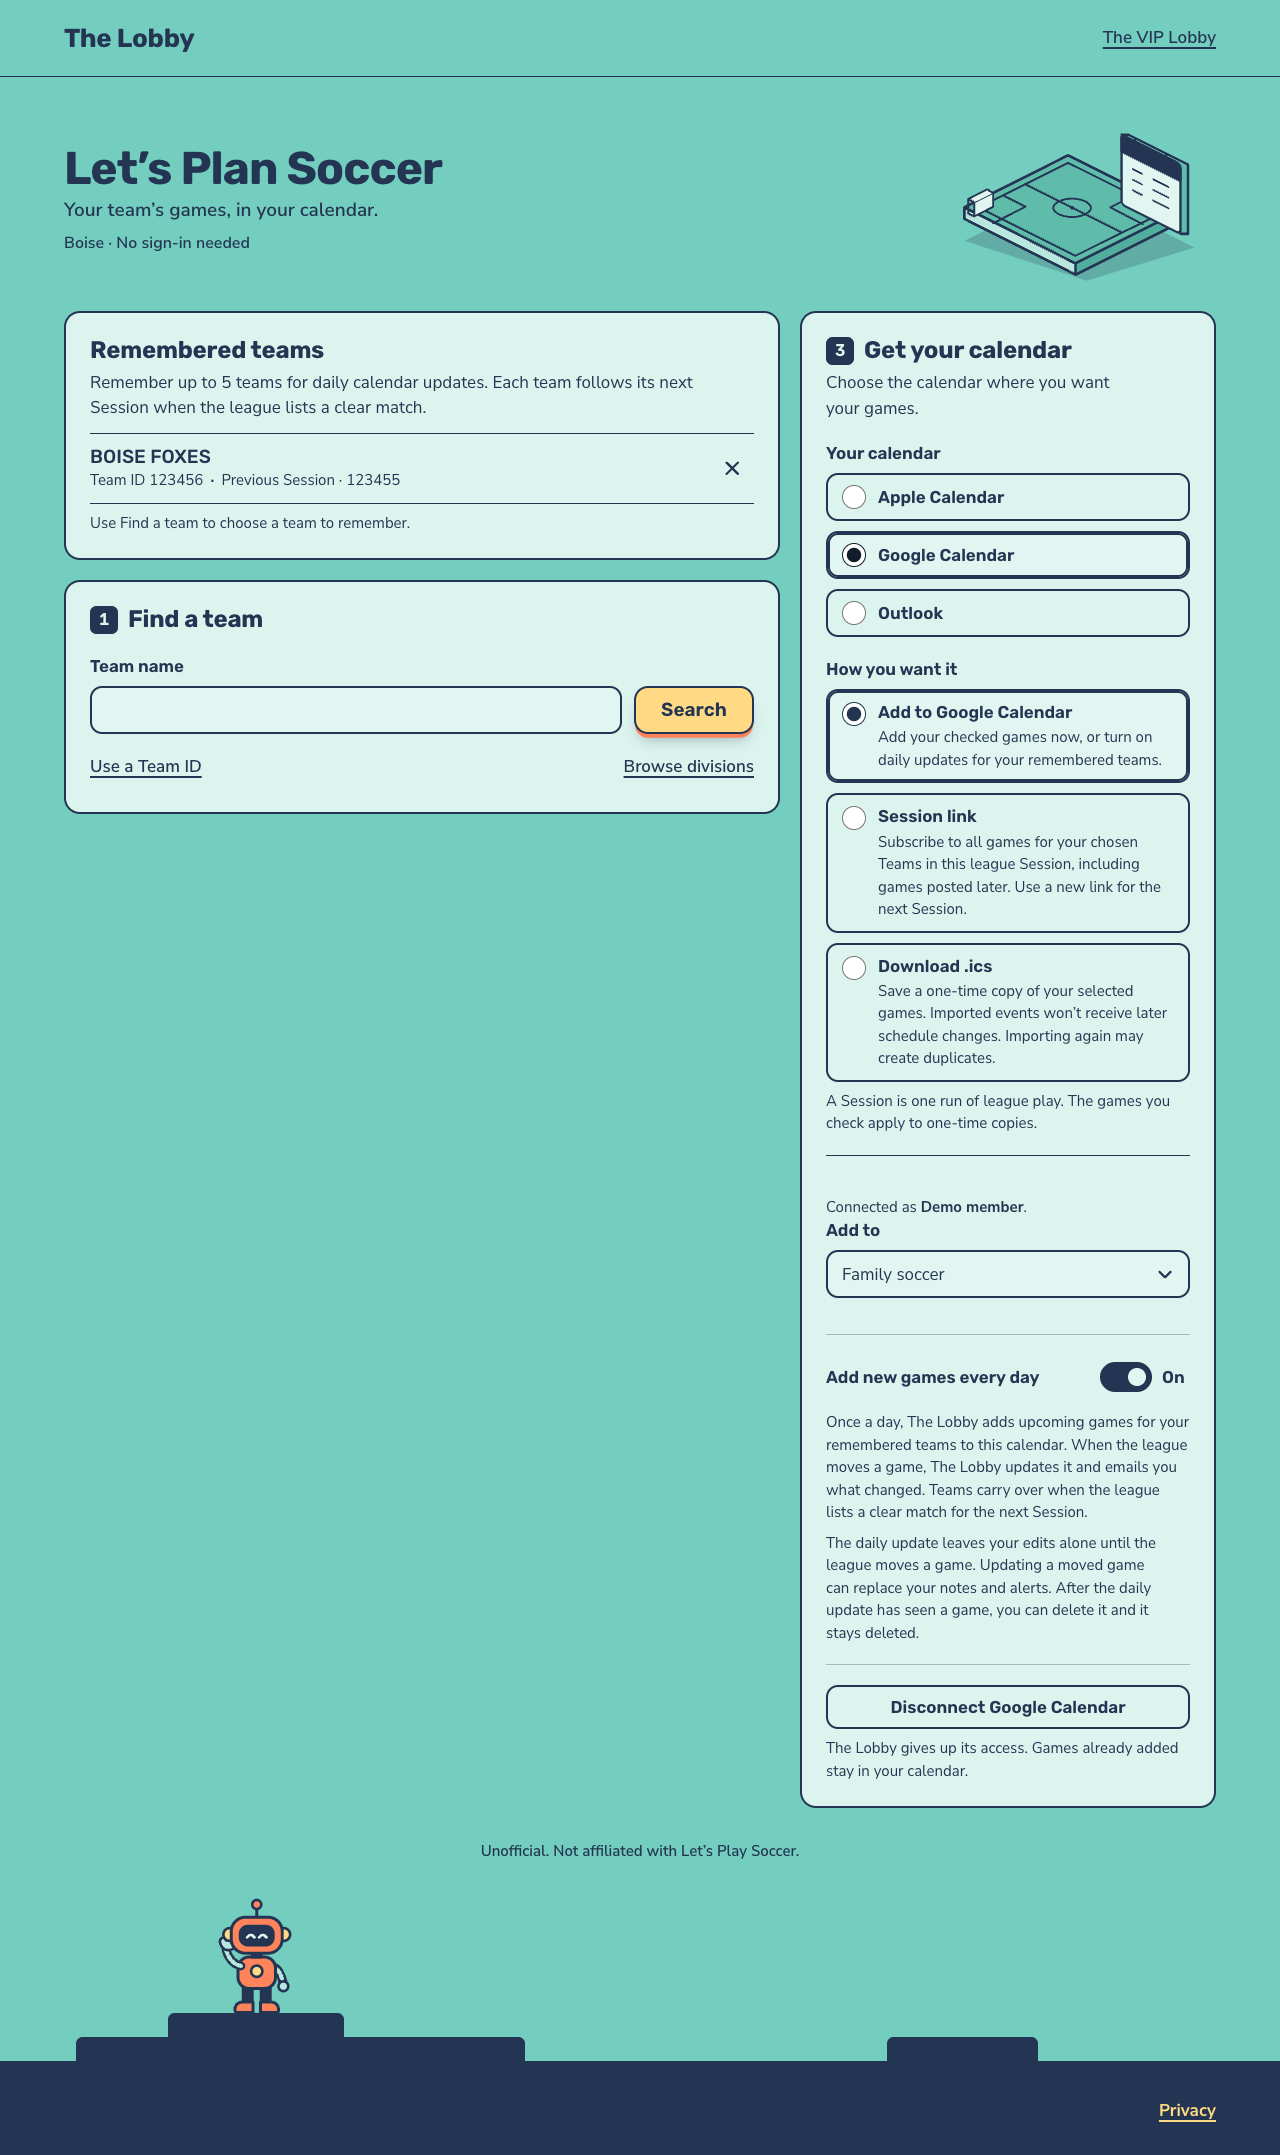 The Lobby
The VIP Lobby
Let’s Plan Soccer
Your team’s games, in your calendar.
Boise · No sign-in needed
Remembered teams
Remember up to 5 teams for daily calendar updates. Each team follows its next
Session when the league lists a clear match.
BOISE FOXES
Team ID 123456 · Previous Session · 123455
Use Find a team to choose a team to remember.
1 Find a team
Team name
Search
Use a Team ID
Browse divisions
3 Get your calendar
Choose the calendar where you want
your games.
Your calendar
Apple Calendar
Google Calendar
Outlook
How you want it
Add to Google Calendar
Add your checked games now, or turn on
daily updates for your remembered teams.
Session link
Subscribe to all games for your chosen
Teams in this league Session, including
games posted later. Use a new link for the
next Session.
Download .ics
Save a one-time copy of your selected
games. Imported events won’t receive later
schedule changes. Importing again may
create duplicates.
A Session is one run of league play. The games you
check apply to one-time copies.
Connected as Demo member.
Add to
Family soccer
Add new games every day
On
Once a day, The Lobby adds upcoming games for your
remembered teams to this calendar. When the league
moves a game, The Lobby updates it and emails you
what changed. Teams carry over when the league
lists a clear match for the next Session.
The daily update leaves your edits alone until the
league moves a game. Updating a moved game
can replace your notes and alerts. After the daily
update has seen a game, you can delete it and it
stays deleted.
Disconnect Google Calendar
The Lobby gives up its access. Games already added
stay in your calendar.
Unofficial. Not affiliated with Let’s Play Soccer.
Privacy